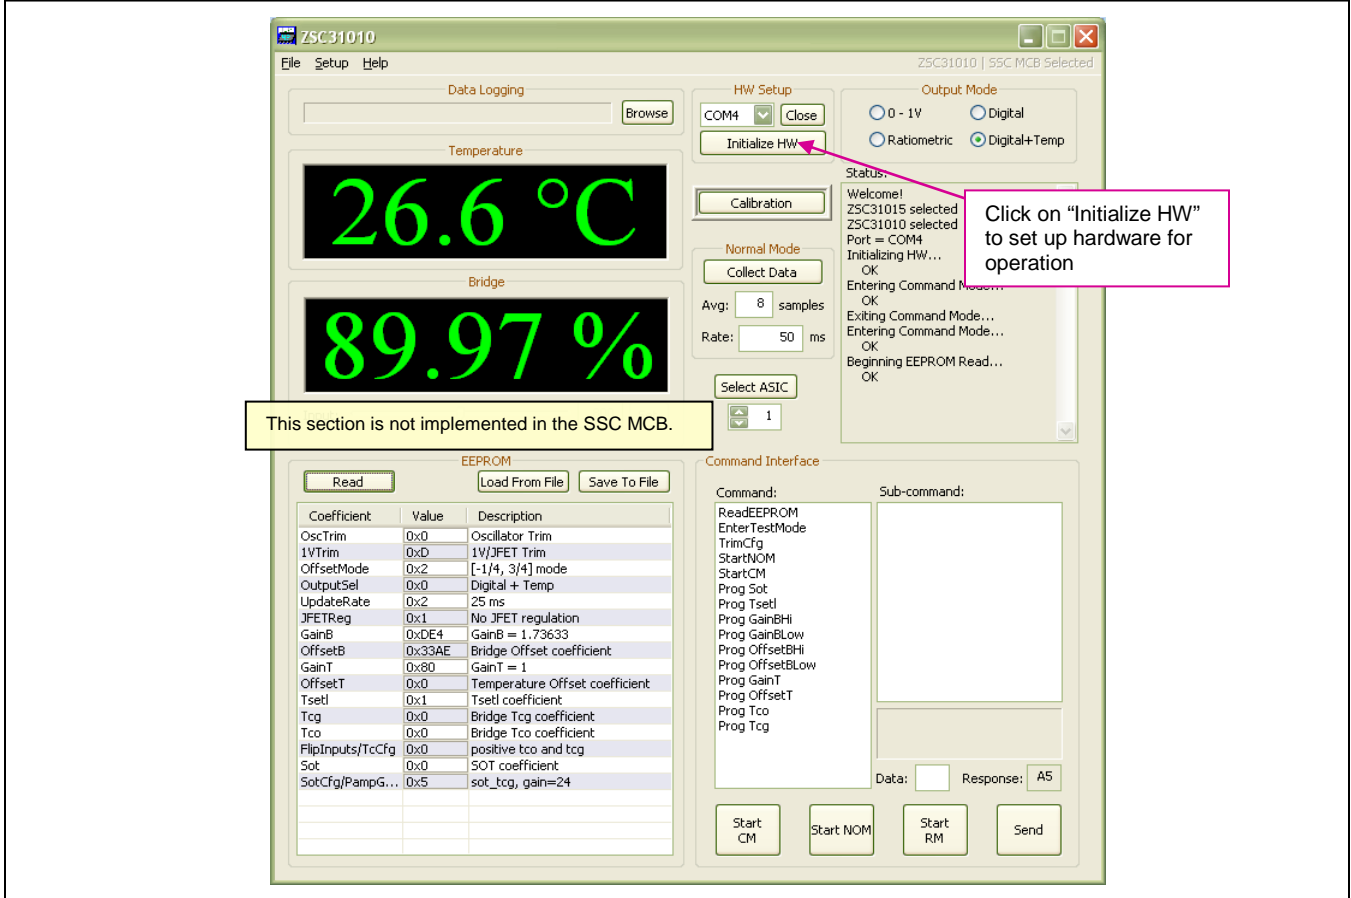 ZSC31010
File Setup Help
ZSC31010 | SSC MCB Selected
Data Logging
Browse
HW Setup
COM4 Close
Initialize HW
Output Mode
0 - 1V Digital
Ratiometric Digital+Temp
Temperature
26.6 °C
Calibration
Status:
Welcome!
ZSC31015 selected
ZSC31010 selected
Port = COM4
Initializing HW...
OK
Entering Command Mode...
OK
Exiting Command Mode...
Entering Command Mode...
OK
Beginning EEPROM Read...
OK
Click on “Initialize HW”
to set up hardware for
operation
Normal Mode
Collect Data
Avg: 8 samples
Rate: 50 ms
Bridge
89.97 %
Select ASIC
1
This section is not implemented in the SSC MCB.
EEPROM
Read Load From File Save To File
Coefficient Value Description
OscTrim 0x0 Oscillator Trim
1VTrim 0xD 1V/JFET Trim
OffsetMode 0x2 [-1/4, 3/4] mode
OutputSel 0x0 Digital + Temp
UpdateRate 0x2 25 ms
JFETReg 0x1 No JFET regulation
GainB 0xDE4 GainB = 1.73633
OffsetB 0x33AE Bridge Offset coefficient
GainT 0x80 GainT = 1
OffsetT 0x0 Temperature Offset coefficient
Tsetl 0x1 Tsetl coefficient
Tcg 0x0 Bridge Tcg coefficient
Tco 0x0 Bridge Tco coefficient
FlipInputs/TcCfg 0x0 positive tco and tcg
Sot 0x0 SOT coefficient
SotCfg/PampG... 0x5 sot_tcg, gain=24
Command Interface
Command:
ReadEEPROM
EnterTestMode
TrimCfg
StartNOM
StartCM
Prog Sot
Prog Tsetl
Prog GainBHi
Prog GainBLow
Prog OffsetBHi
Prog OffsetBLow
Prog GainT
Prog OffsetT
Prog Tco
Prog Tcg
Sub-command:
Data: Response: A5
Start CM
Start NOM
Start RM
Send